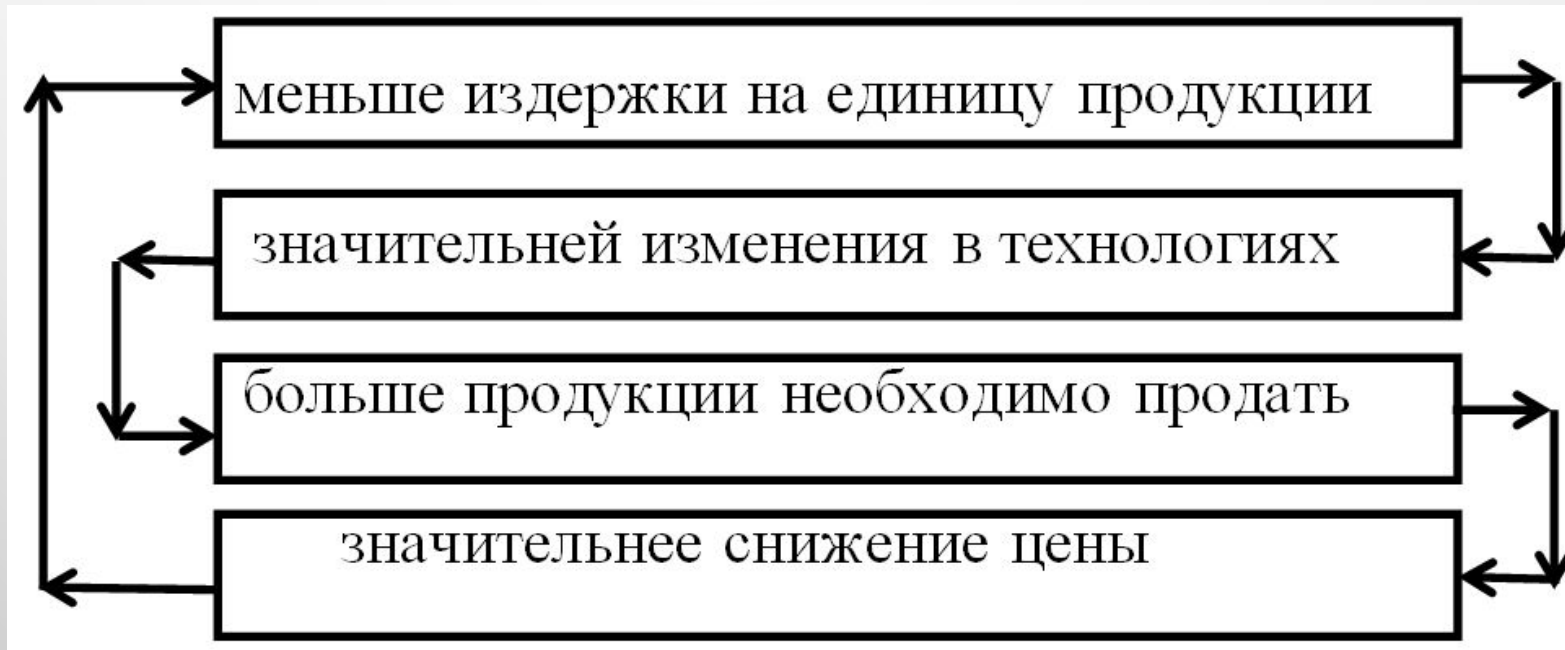 меньше издержки на единицу продукции
значительней изменения в технологиях
больше продукции необходимо продать
значительнее снижение цены